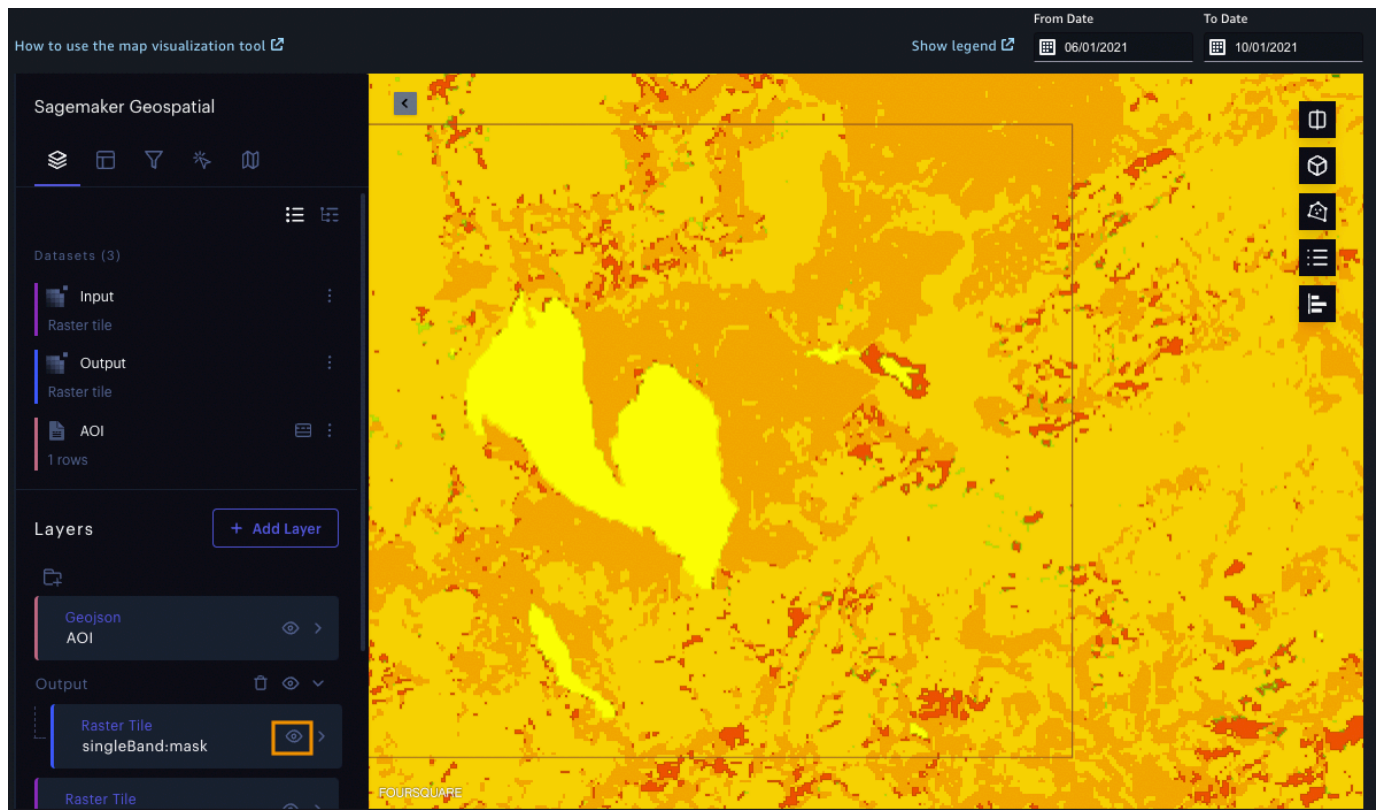 From Date
To Date
How to use the map visualization tool
Show legend
06/01/2021
10/01/2021
Sagemaker Geospatial
Datasets (3)
Input
Raster tile
Output
Raster tile
AOI
1 rows
Layers
+ Add Layer
Geojson
AOI
Output
Raster Tile
singleBand:mask
Raster Tile
FOURSQUARE